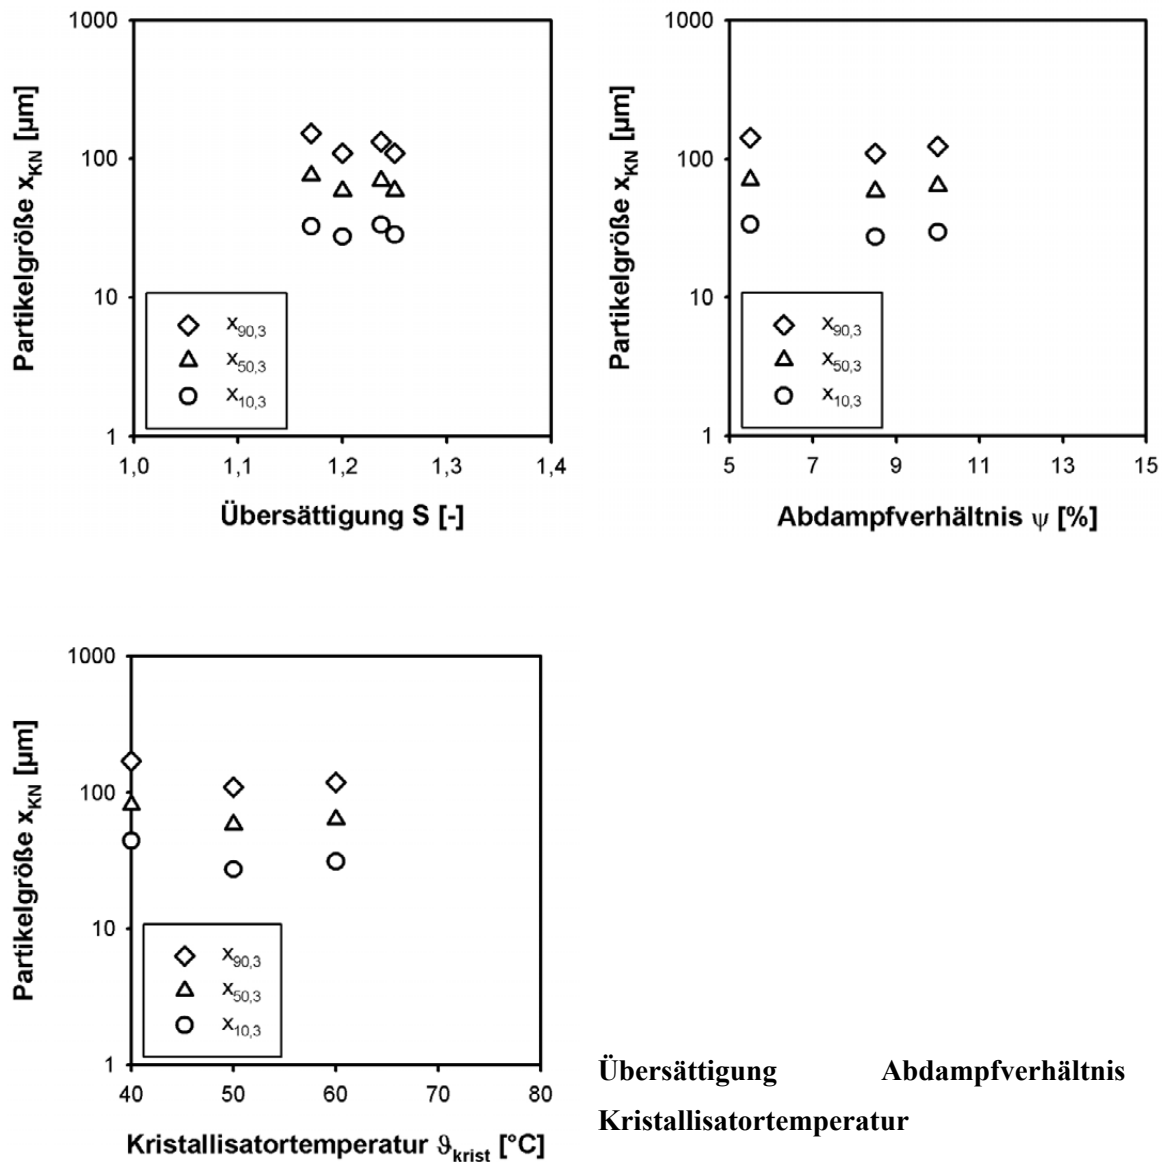 1000
100
10
1
Partikelgröße x_KN [µm]
x_90,3
x_50,3
x_10,3
1,0 1,1 1,2 1,3 1,4
Übersättigung S [-]
1000
100
10
1
Partikelgröße x_KN [µm]
x_90,3
x_50,3
x_10,3
5 7 9 11 13 15
Abdampfverhältnis ψ [%]
1000
100
10
1
Partikelgröße x_KN [µm]
x_90,3
x_50,3
x_10,3
40 50 60 70 80
Kristallisatortemperatur ϑ_krist [°C]
Übersättigung Abdampfverhältnis
Kristallisatortemperatur